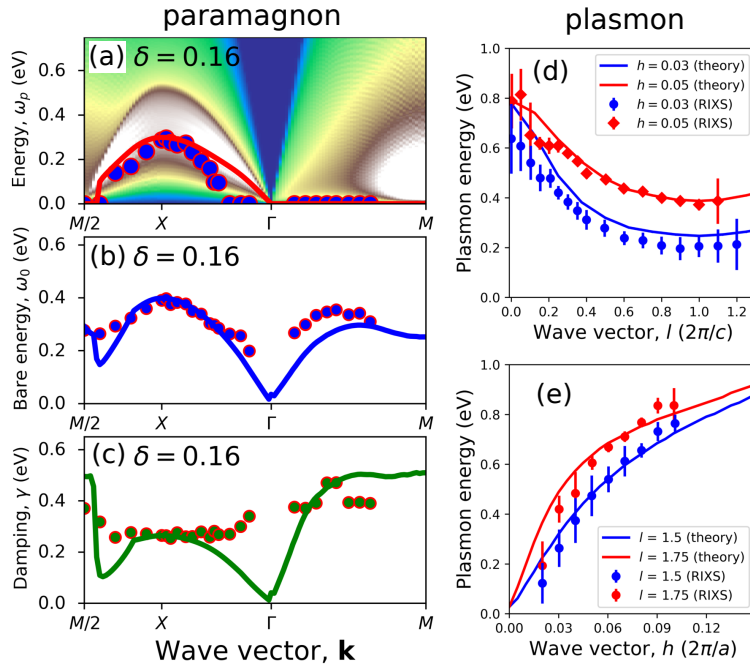 paramagnon
plasmon
(a) δ = 0.16
Energy, ωp (eV)
0.6
0.4
0.2
0.0
M/2 X Γ M
(b) δ = 0.16
Bare energy, ω0 (eV)
0.6
0.4
0.2
0.0
M/2 X Γ M
(c) δ = 0.16
Damping, γ (eV)
0.6
0.4
0.2
0.0
M/2 X Γ M
Wave vector, k
(d)
h = 0.03 (theory)
h = 0.05 (theory)
h = 0.03 (RIXS)
h = 0.05 (RIXS)
Plasmon energy (eV)
1.0
0.8
0.6
0.4
0.2
0.0
0.0 0.2 0.4 0.6 0.8 1.0 1.2
Wave vector, l (2π/c)
(e)
Plasmon energy (eV)
1.0
0.8
0.6
0.4
0.2
0.0
l = 1.5 (theory)
l = 1.75 (theory)
l = 1.5 (RIXS)
l = 1.75 (RIXS)
0.00 0.03 0.06 0.09 0.12
Wave vector, h (2π/a)